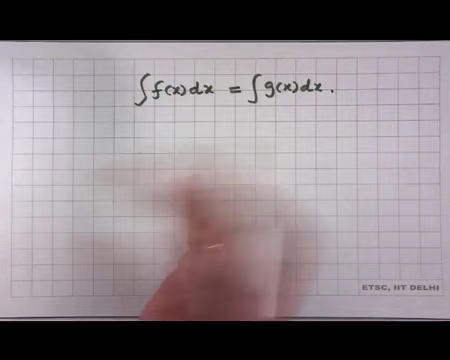 ∫f(x)dx = ∫g(x)dx.
ETSC, IIT DELHI